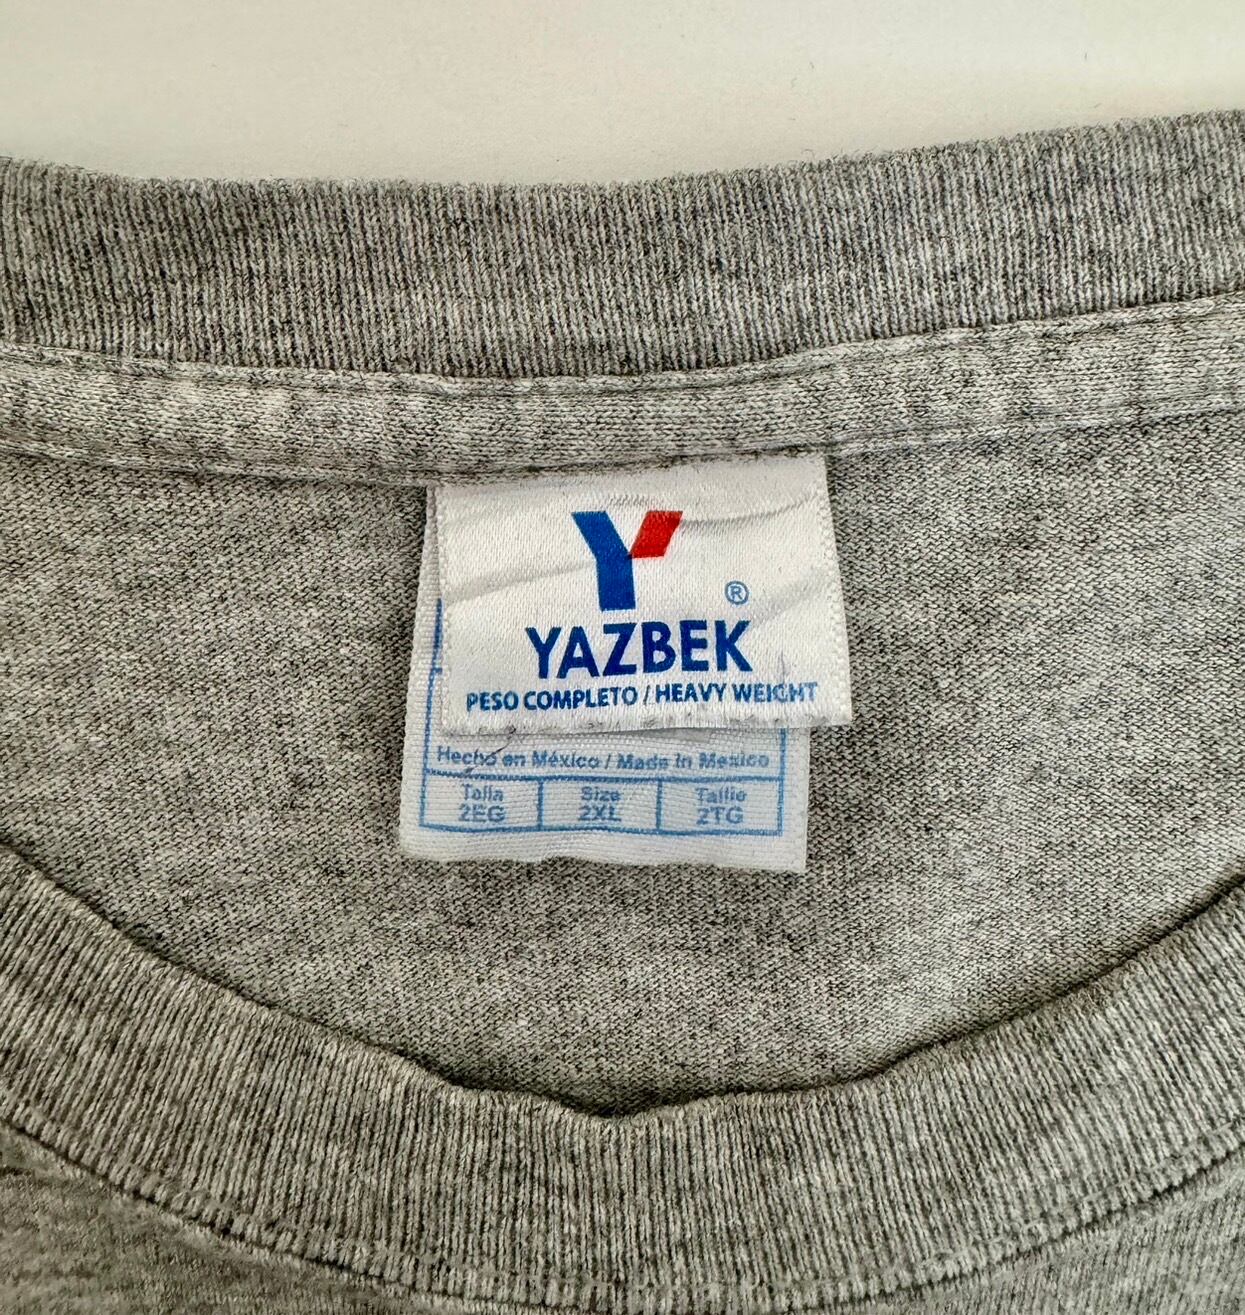 Y
®
YAZBEK
PESO COMPLETO / HEAVY WEIGHT
Hecho en México / Made in Mexico
Talla Size Taille
2EG 2XL 2TG